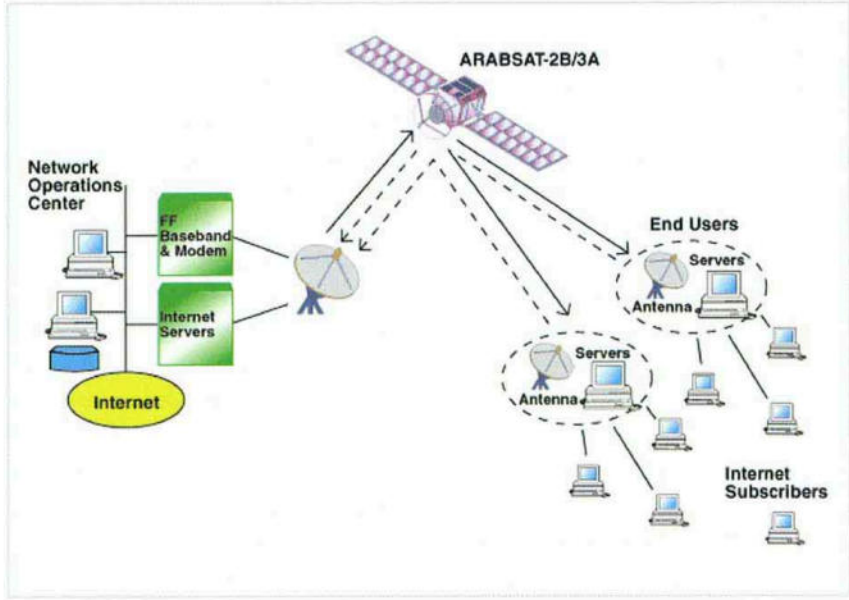 ARABSAT-2B/3A
Network
Operations
Center
FF
Baseband
& Modem
Internet
Servers
Internet
End Users
Servers
Antenna
Servers
Antenna
Internet
Subscribers